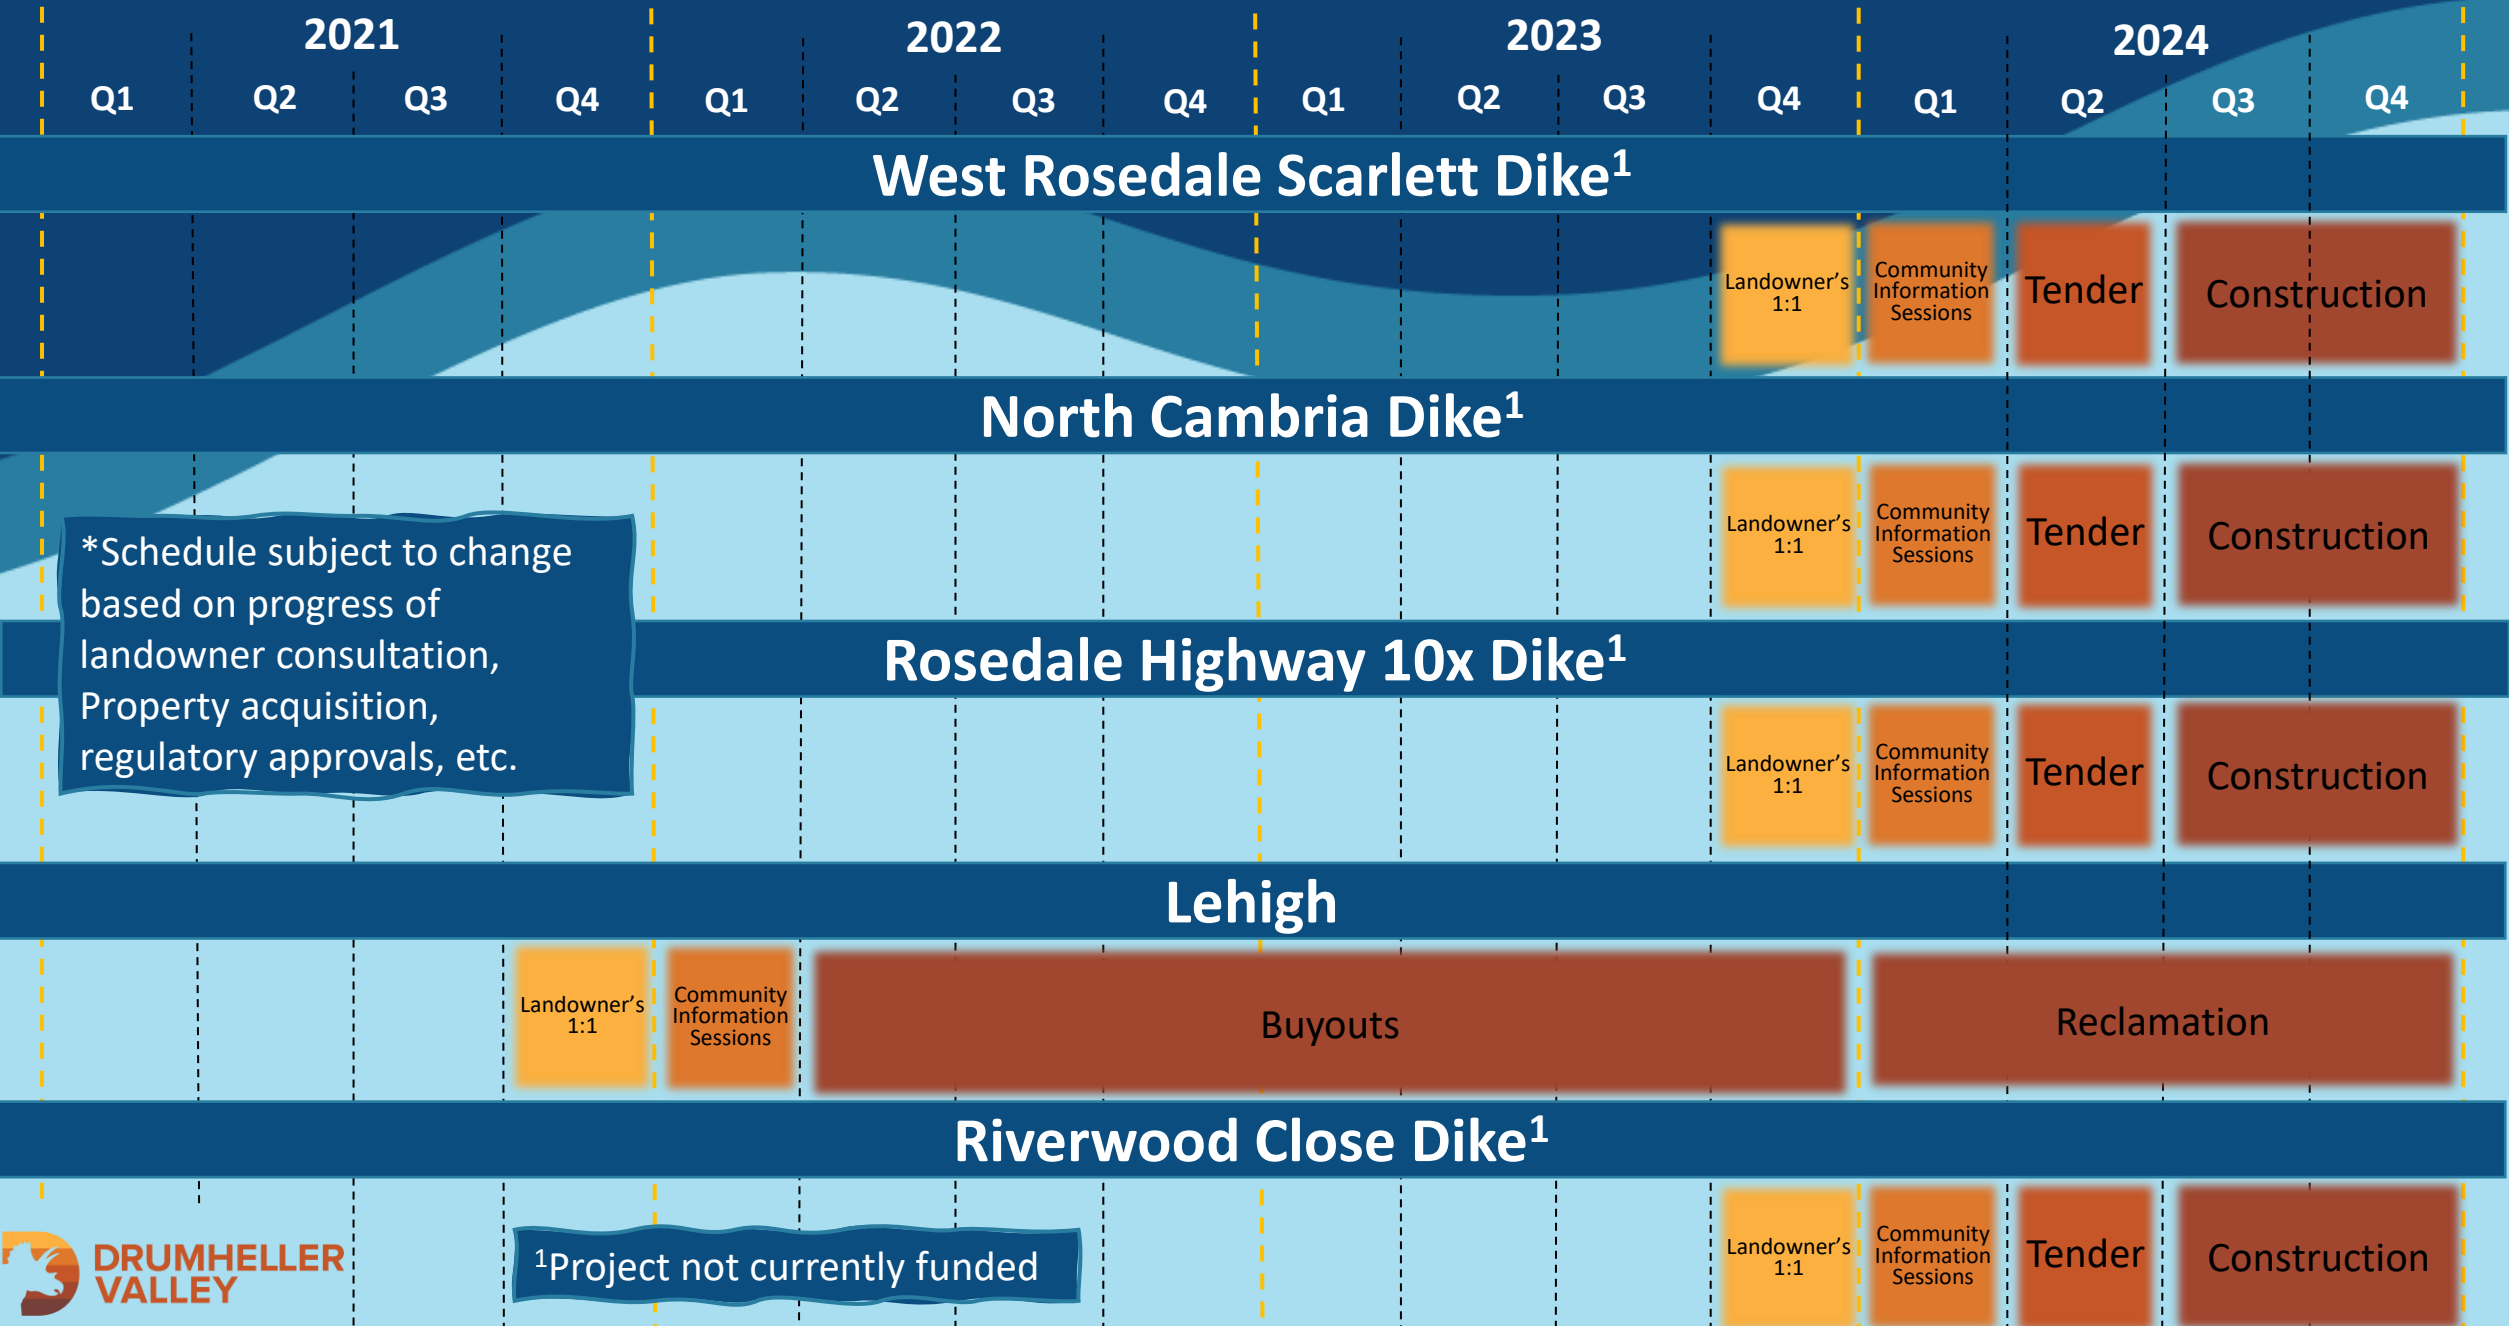 2021 2022 2023 2024
Q1 Q2 Q3 Q4 Q1 Q2 Q3 Q4 Q1 Q2 Q3 Q4 Q1 Q2 Q3 Q4
West Rosedale Scarlett Dike¹
Landowner's
1:1
Community
Information
Sessions
Tender
Construction
North Cambria Dike¹
Landowner's
1:1
Community
Information
Sessions
Tender
Construction
*Schedule subject to change
based on progress of
landowner consultation,
Property acquisition,
regulatory approvals, etc.
Rosedale Highway 10x Dike¹
Landowner's
1:1
Community
Information
Sessions
Tender
Construction
Lehigh
Landowner's
1:1
Community
Information
Sessions
Buyouts
Reclamation
Riverwood Close Dike¹
Landowner's
1:1
Community
Information
Sessions
Tender
Construction
DRUMHELLER
VALLEY
¹Project not currently funded